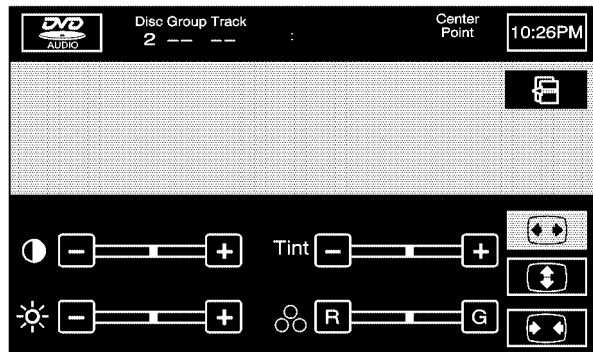 DVD
AUDIO
Disc Group Track
2 -- -- :
Center
Point
10:26PM
- + Tint - +
- + R G